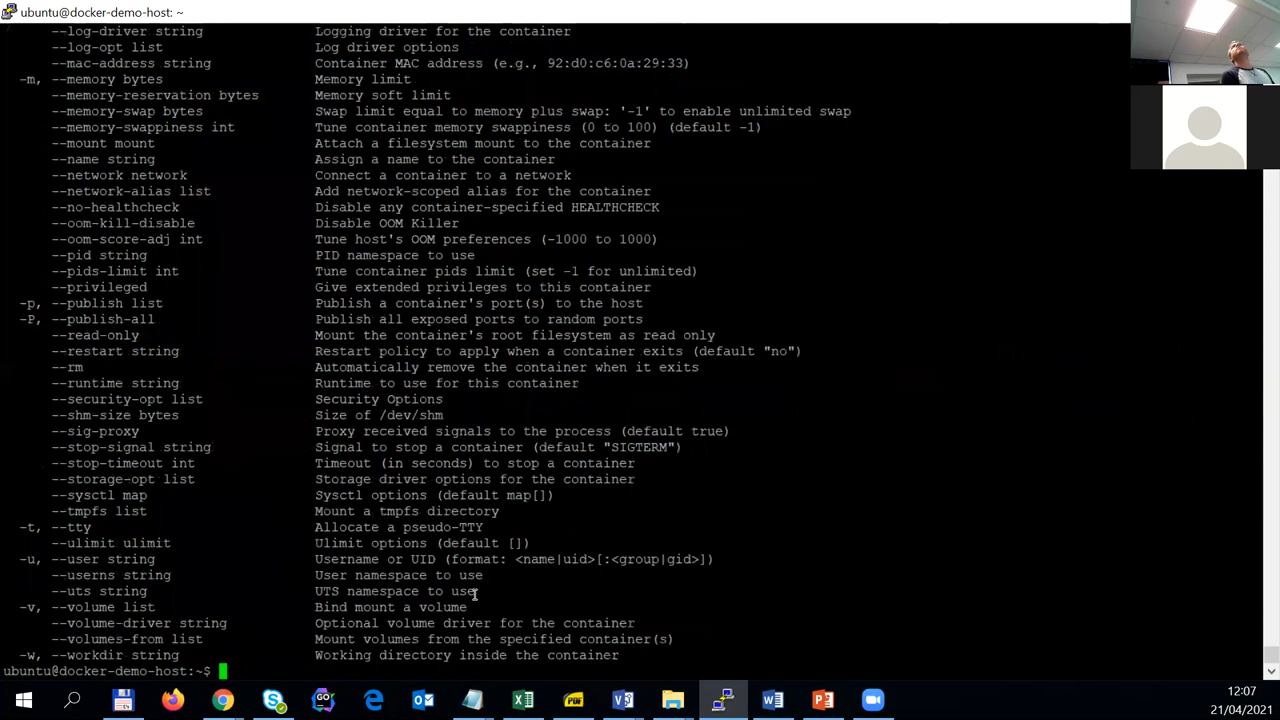 ubuntu@docker-demo-host: ~
--log-driver string Logging driver for the container
--log-opt list Log driver options
--mac-address string Container MAC address (e.g., 92:d0:c6:0a:29:33)
-m, --memory bytes Memory limit
--memory-reservation bytes Memory soft limit
--memory-swap bytes Swap limit equal to memory plus swap: '-1' to enable unlimited swap
--memory-swappiness int Tune container memory swappiness (0 to 100) (default -1)
--mount mount Attach a filesystem mount to the container
--name string Assign a name to the container
--network network Connect a container to a network
--network-alias list Add network-scoped alias for the container
--no-healthcheck Disable any container-specified HEALTHCHECK
--oom-kill-disable Disable OOM Killer
--oom-score-adj int Tune host's OOM preferences (-1000 to 1000)
--pid string PID namespace to use
--pids-limit int Tune container pids limit (set -1 for unlimited)
--privileged Give extended privileges to this container
-p, --publish list Publish a container's port(s) to the host
-P, --publish-all Publish all exposed ports to random ports
--read-only Mount the container's root filesystem as read only
--restart string Restart policy to apply when a container exits (default "no")
--rm Automatically remove the container when it exits
--runtime string Runtime to use for this container
--security-opt list Security Options
--shm-size bytes Size of /dev/shm
--sig-proxy Proxy received signals to the process (default true)
--stop-signal string Signal to stop a container (default "SIGTERM")
--stop-timeout int Timeout (in seconds) to stop a container
--storage-opt list Storage driver options for the container
--sysctl map Sysctl options (default map[])
--tmpfs list Mount a tmpfs directory
-t, --tty Allocate a pseudo-TTY
--ulimit ulimit Ulimit options (default [])
-u, --user string Username or UID (format: <name|uid>[:<group|gid>])
--userns string User namespace to use
--uts string UTS namespace to use
-v, --volume list Bind mount a volume
--volume-driver string Optional volume driver for the container
--volumes-from list Mount volumes from the specified container(s)
-w, --workdir string Working directory inside the container
ubuntu@docker-demo-host:~$
GO
PDF
12:07
21/04/2021